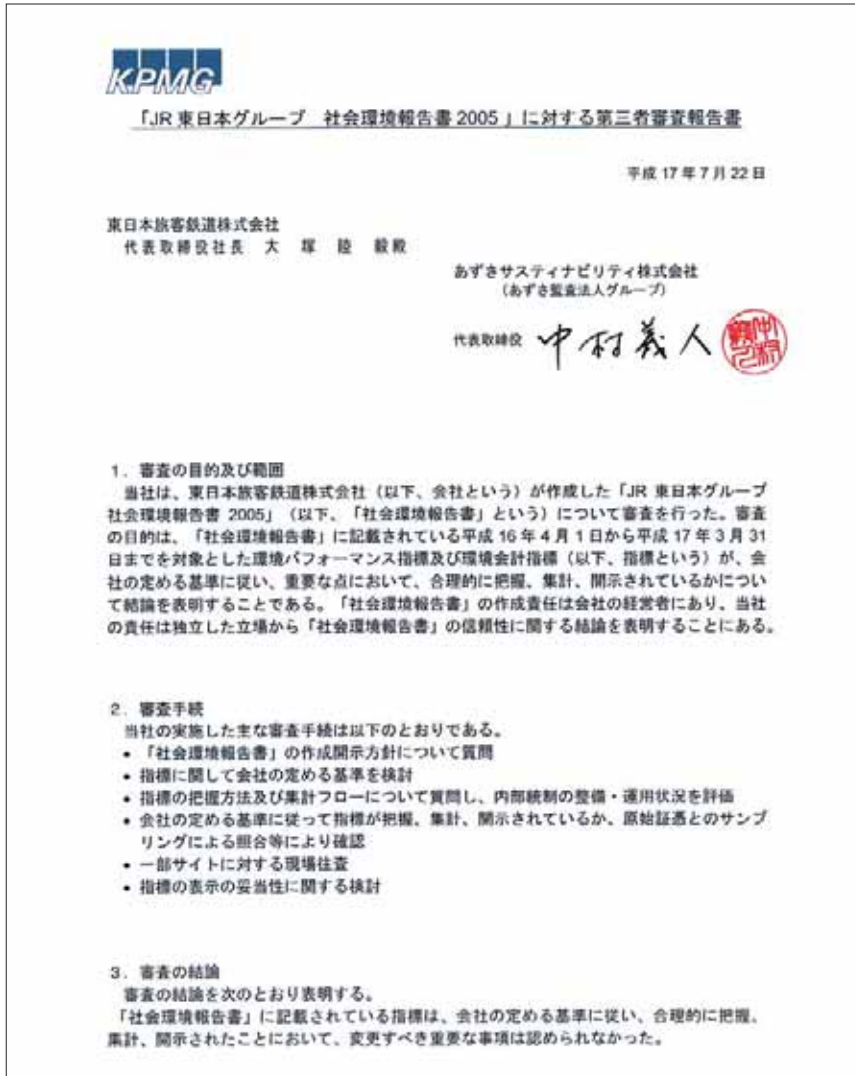 KPMG
「JR 東日本グループ 社会環境報告書 2005 」に対する第三者審査報告書
平成 17 年 7 月 22 日
東日本旅客鉄道株式会社
代表取締役社長 大 塚 陸 毅殿
あずさサスティナビリティ株式会社
(あずさ監査法人グループ)
代表取締役 中村義人
1．審査の目的及び範囲
当社は、東日本旅客鉄道株式会社（以下、会社という）が作成した「JR 東日本グループ
社会環境報告書 2005」（以下、「社会環境報告書」という）について審査を行った。審査
の目的は、「社会環境報告書」に記載されている平成 16 年 4 月 1 日から平成 17 年 3 月 31
日までを対象とした環境パフォーマンス指標及び環境会計指標（以下、指標という）が、会
社の定める基準に従い、重要な点において、合理的に把握、集計、開示されているかについ
て結論を表明することである。「社会環境報告書」の作成責任は会社の経営者にあり、当社
の責任は独立した立場から「社会環境報告書」の信頼性に関する結論を表明することにある。
2．審査手続
当社の実施した主な審査手続は以下のとおりである。
• 「社会環境報告書」の作成開示方針について質問
• 指標に関して会社の定める基準を検討
• 指標の把握方法及び集計フローについて質問し、内部統制の整備・運用状況を評価
• 会社の定める基準に従って指標が把握、集計、開示されているか、原始証憑とのサンプ
リングによる照合等により確認
• 一部サイトに対する現場往査
• 指標の表示の妥当性に関する検討
3．審査の結論
審査の結論を次のとおり表明する。
「社会環境報告書」に記載されている指標は、会社の定める基準に従い、合理的に把握、
集計、開示されたことにおいて、変更すべき重要な事項は認められなかった。